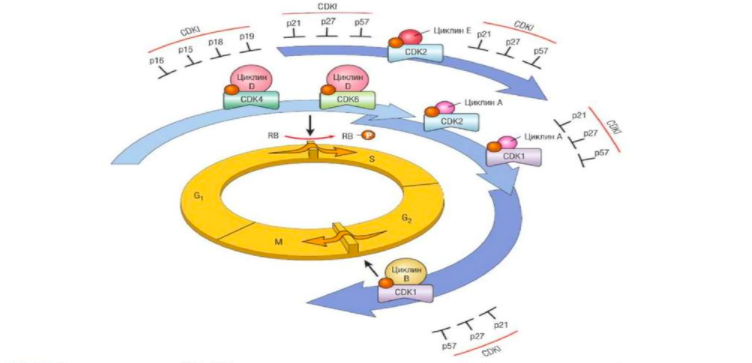 CDKI
p16
p15
p18
p19
CDKI
p21
p27
p57
Циклин E
CDK2
CDKI
p21
p27
p57
Циклин
D
CDK4
Циклин
D
CDK6
Циклин A
CDK2
Циклин A
CDK1
p21
p27
p57
CDKI
RB
RB
P
S
G₁
G₂
M
Циклин
B
CDK1
p57
p27
p21
CDKI